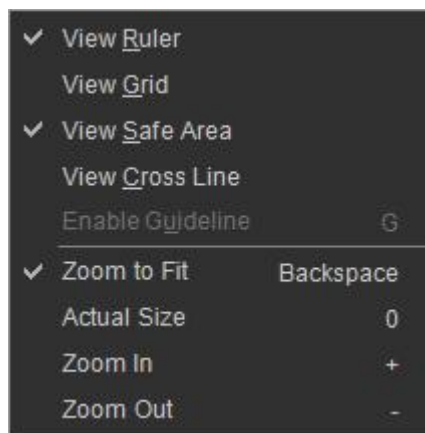 View Ruler
View Grid
View Safe Area
View Cross Line
Enable Guideline G
Zoom to Fit Backspace
Actual Size 0
Zoom In +
Zoom Out -